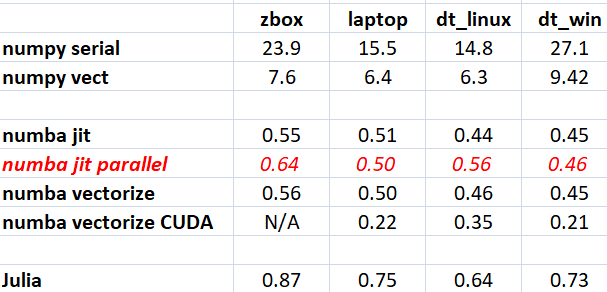 zbox laptop dt_linux dt_win
numpy serial 23.9 15.5 14.8 27.1
numpy vect 7.6 6.4 6.3 9.42
numba jit 0.55 0.51 0.44 0.45
numba jit parallel 0.64 0.50 0.56 0.46
numba vectorize 0.56 0.50 0.46 0.45
numba vectorize CUDA N/A 0.22 0.35 0.21
Julia 0.87 0.75 0.64 0.73